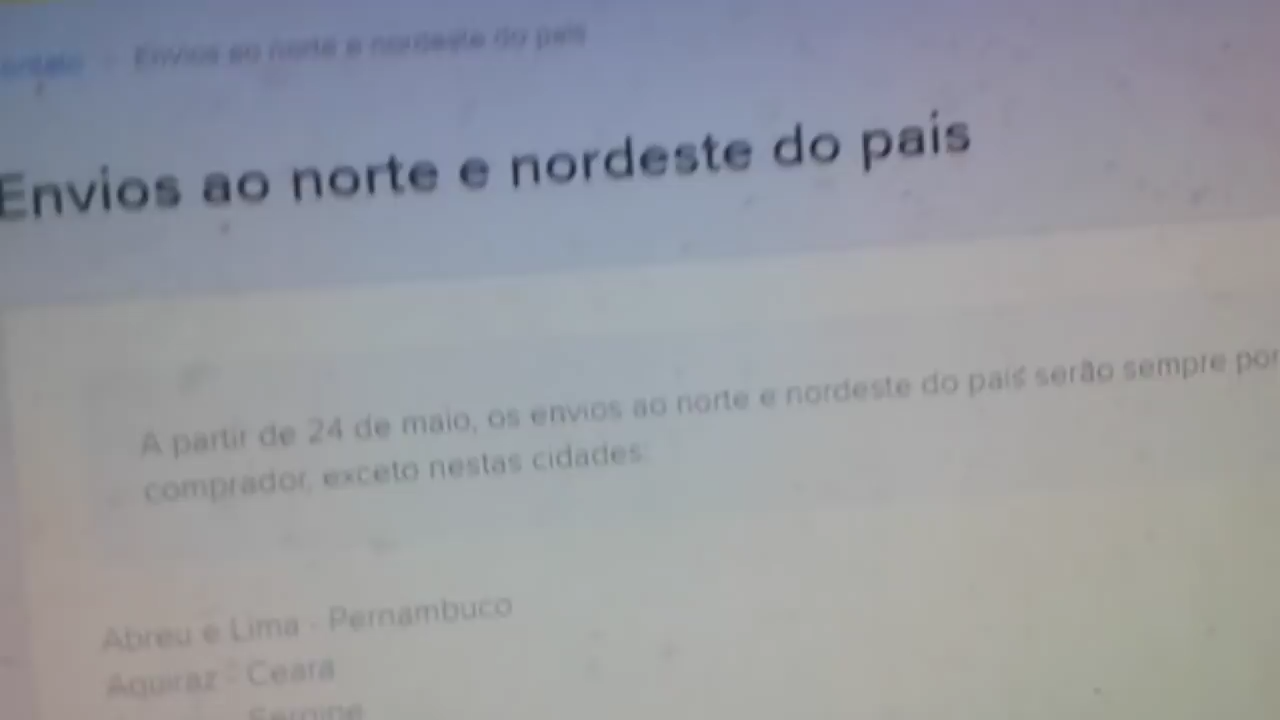 Envios ao norte e nordeste do país
Envios ao norte e nordeste do país
A partir de 24 de maio, os envios ao norte e nordeste do país serão sempre por
comprador, exceto nestas cidades:
Abreu e Lima - Pernambuco
Aquiraz - Ceará
Sergipe